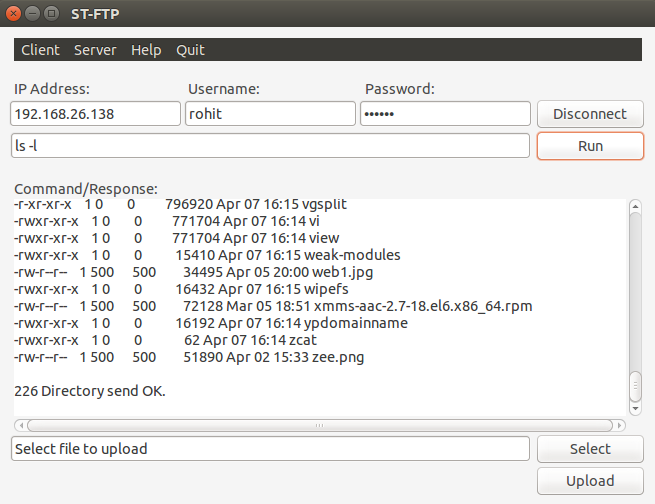 ST-FTP
Client Server Help Quit
IP Address: Username: Password:
192.168.26.138 rohit •••••• Disconnect
ls -l Run
Command/Response:
-r-xr-xr-x 1 0 0 796920 Apr 07 16:15 vgsplit
-rwxr-xr-x 1 0 0 771704 Apr 07 16:14 vi
-rwxr-xr-x 1 0 0 771704 Apr 07 16:14 view
-rwxr-xr-x 1 0 0 15410 Apr 07 16:15 weak-modules
-rw-r--r-- 1 500 500 34495 Apr 05 20:00 web1.jpg
-rwxr-xr-x 1 0 0 16432 Apr 07 16:15 wipefs
-rw-r--r-- 1 500 500 72128 Mar 05 18:51 xmms-aac-2.7-18.el6.x86_64.rpm
-rwxr-xr-x 1 0 0 16192 Apr 07 16:14 ypdomainname
-rwxr-xr-x 1 0 0 62 Apr 07 16:14 zcat
-rw-r--r-- 1 500 500 51890 Apr 02 15:33 zee.png
226 Directory send OK.
Select file to upload Select
Upload